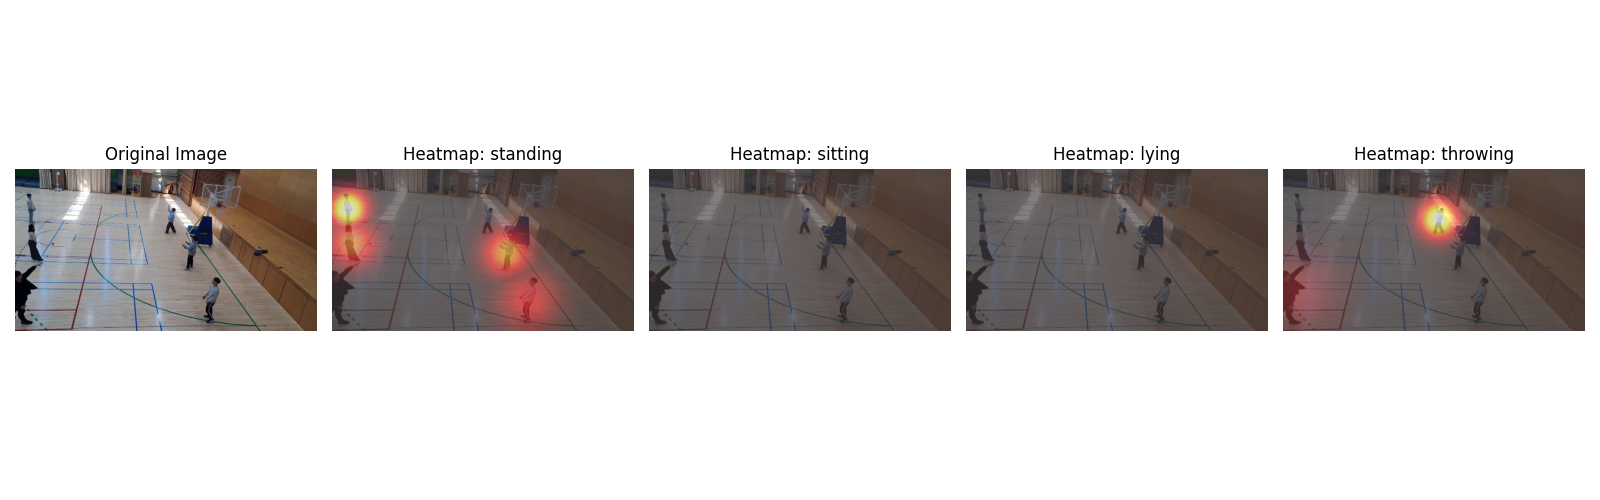 Original Image
Heatmap: standing
Heatmap: sitting
Heatmap: lying
Heatmap: throwing